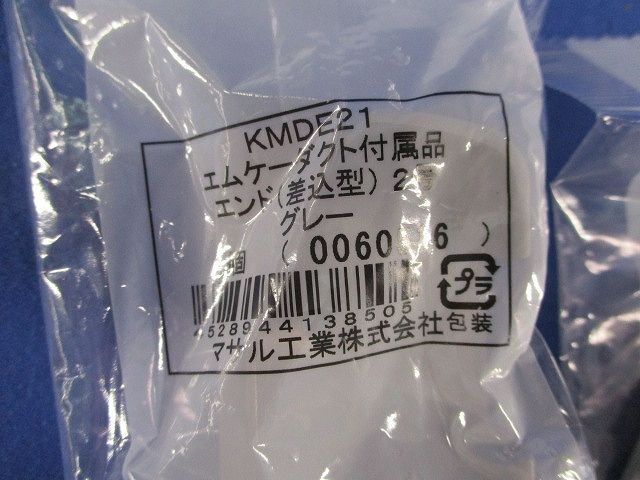 KMDE21
エムケーダクト付属品
エンド(差込型) 2号
グレー
個 ( 0060 6 )
プラ
4528944138505
マサル工業株式会社 包装